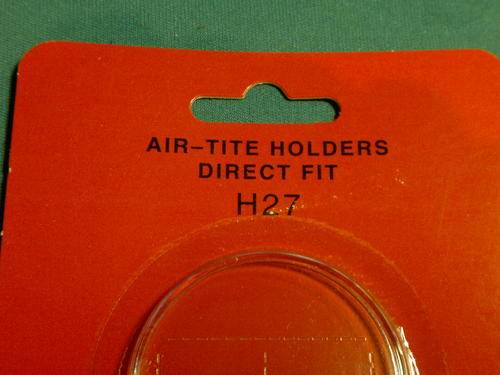 AIR-TITE HOLDERS
DIRECT FIT
H27